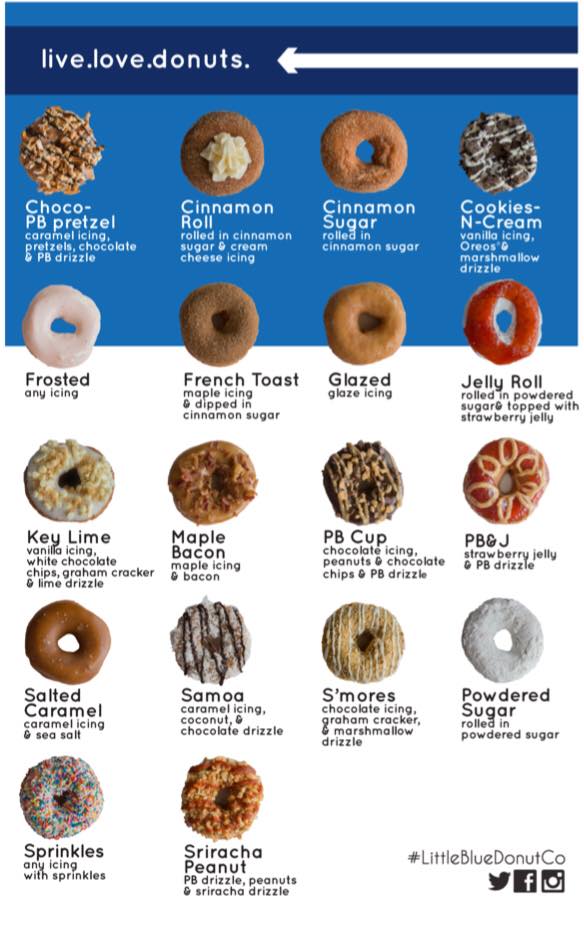 live.love.donuts.
Choco-
PB pretzel
caramel icing,
pretzels, chocolate
& PB drizzle
Cinnamon
Roll
rolled in cinnamon
sugar & cream
cheese icing
Cinnamon
Sugar
rolled in
cinnamon sugar
Cookies-
N-Cream
vanilla icing,
Oreos® &
marshmallow
drizzle
Frosted
any icing
French Toast
maple icing
& dipped in
cinnamon sugar
Glazed
glaze icing
Jelly Roll
rolled in powdered
sugar& topped with
strawberry jelly
Key Lime
vanilla icing,
white chocolate
chips, graham cracker
& lime drizzle
Maple
Bacon
maple icing
& bacon
PB Cup
chocolate icing,
peanuts & chocolate
chips & PB drizzle
PB&J
strawberry jelly
& PB drizzle
Salted
Caramel
caramel icing
& sea salt
Samoa
caramel icing,
coconut, &
chocolate drizzle
S'mores
chocolate icing,
graham cracker,
& marshmallow
drizzle
Powdered
Sugar
rolled in
powdered sugar
Sprinkles
any icing
with sprinkles
Sriracha
Peanut
PB drizzle, peanuts
& sriracha drizzle
#LittleBlueDonutCo